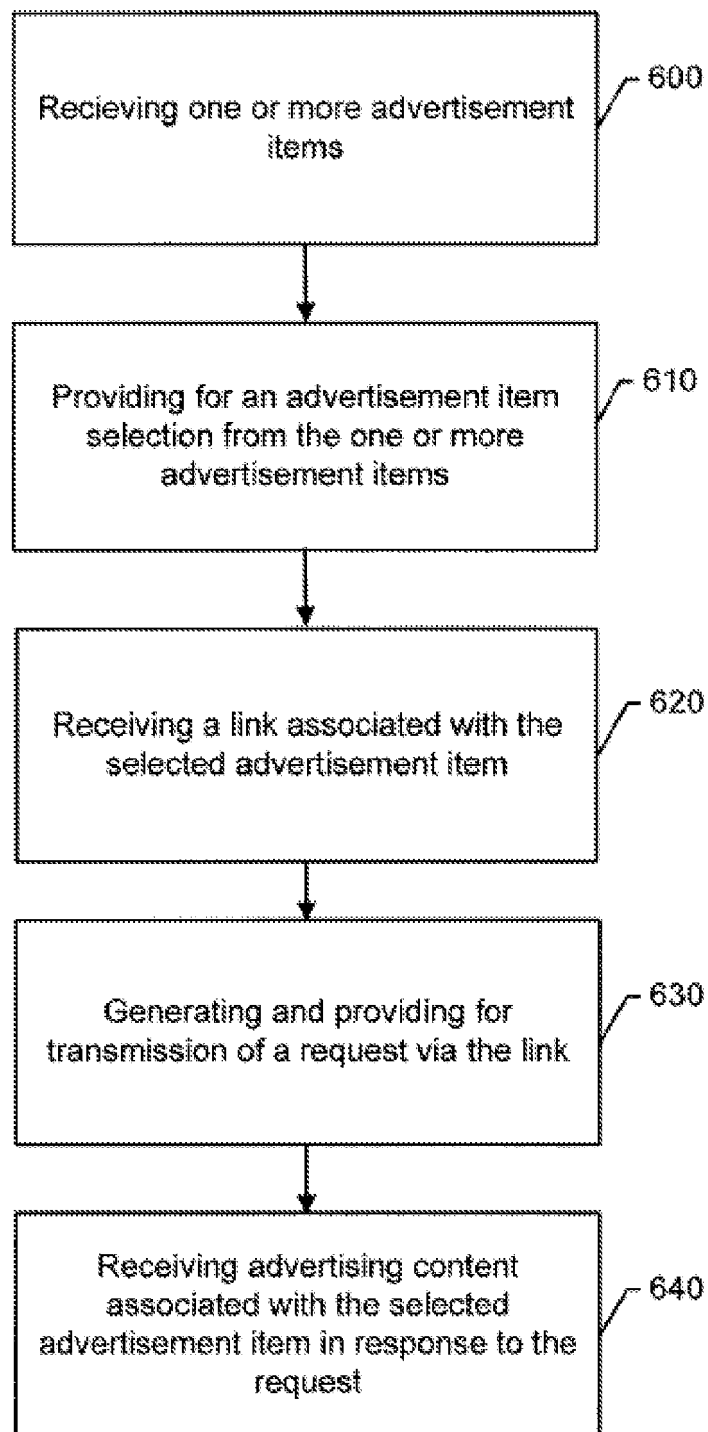 Recieving one or more advertisement
items
600
Providing for an advertisement item
selection from the one or more
advertisement items
610
Receiving a link associated with the
selected advertisement item
620
Generating and providing for
transmission of a request via the link
630
Receiving advertising content
associated with the selected
advertisement item in response to the
request
640